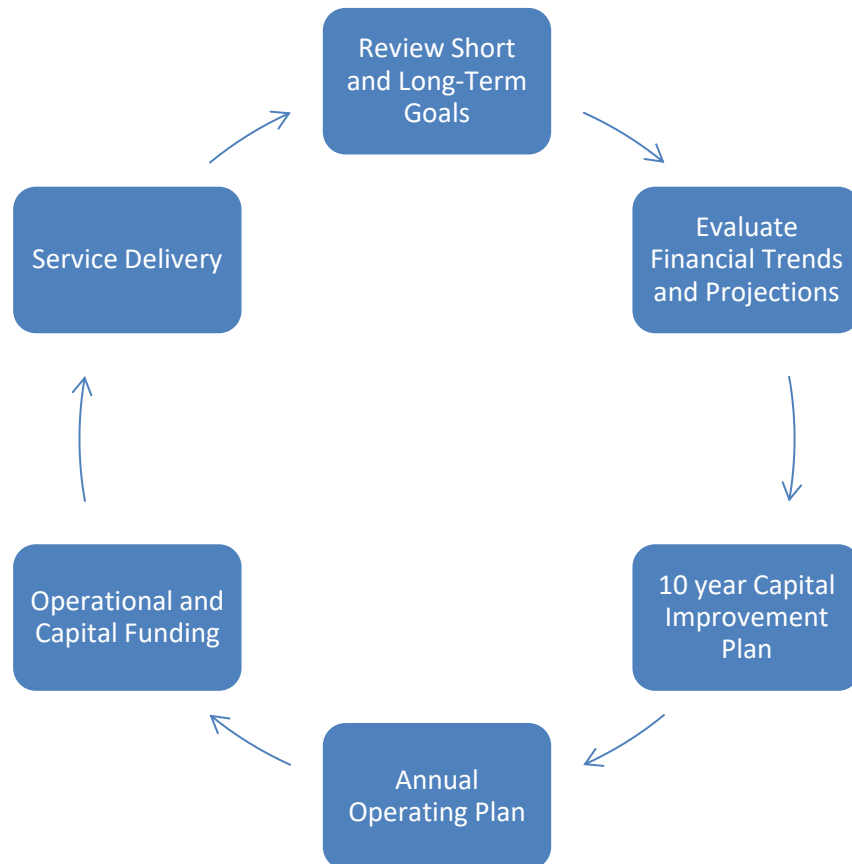 Review Short
and Long-Term
Goals
Evaluate
Financial Trends
and Projections
10 year Capital
Improvement
Plan
Annual
Operating Plan
Operational and
Capital Funding
Service Delivery